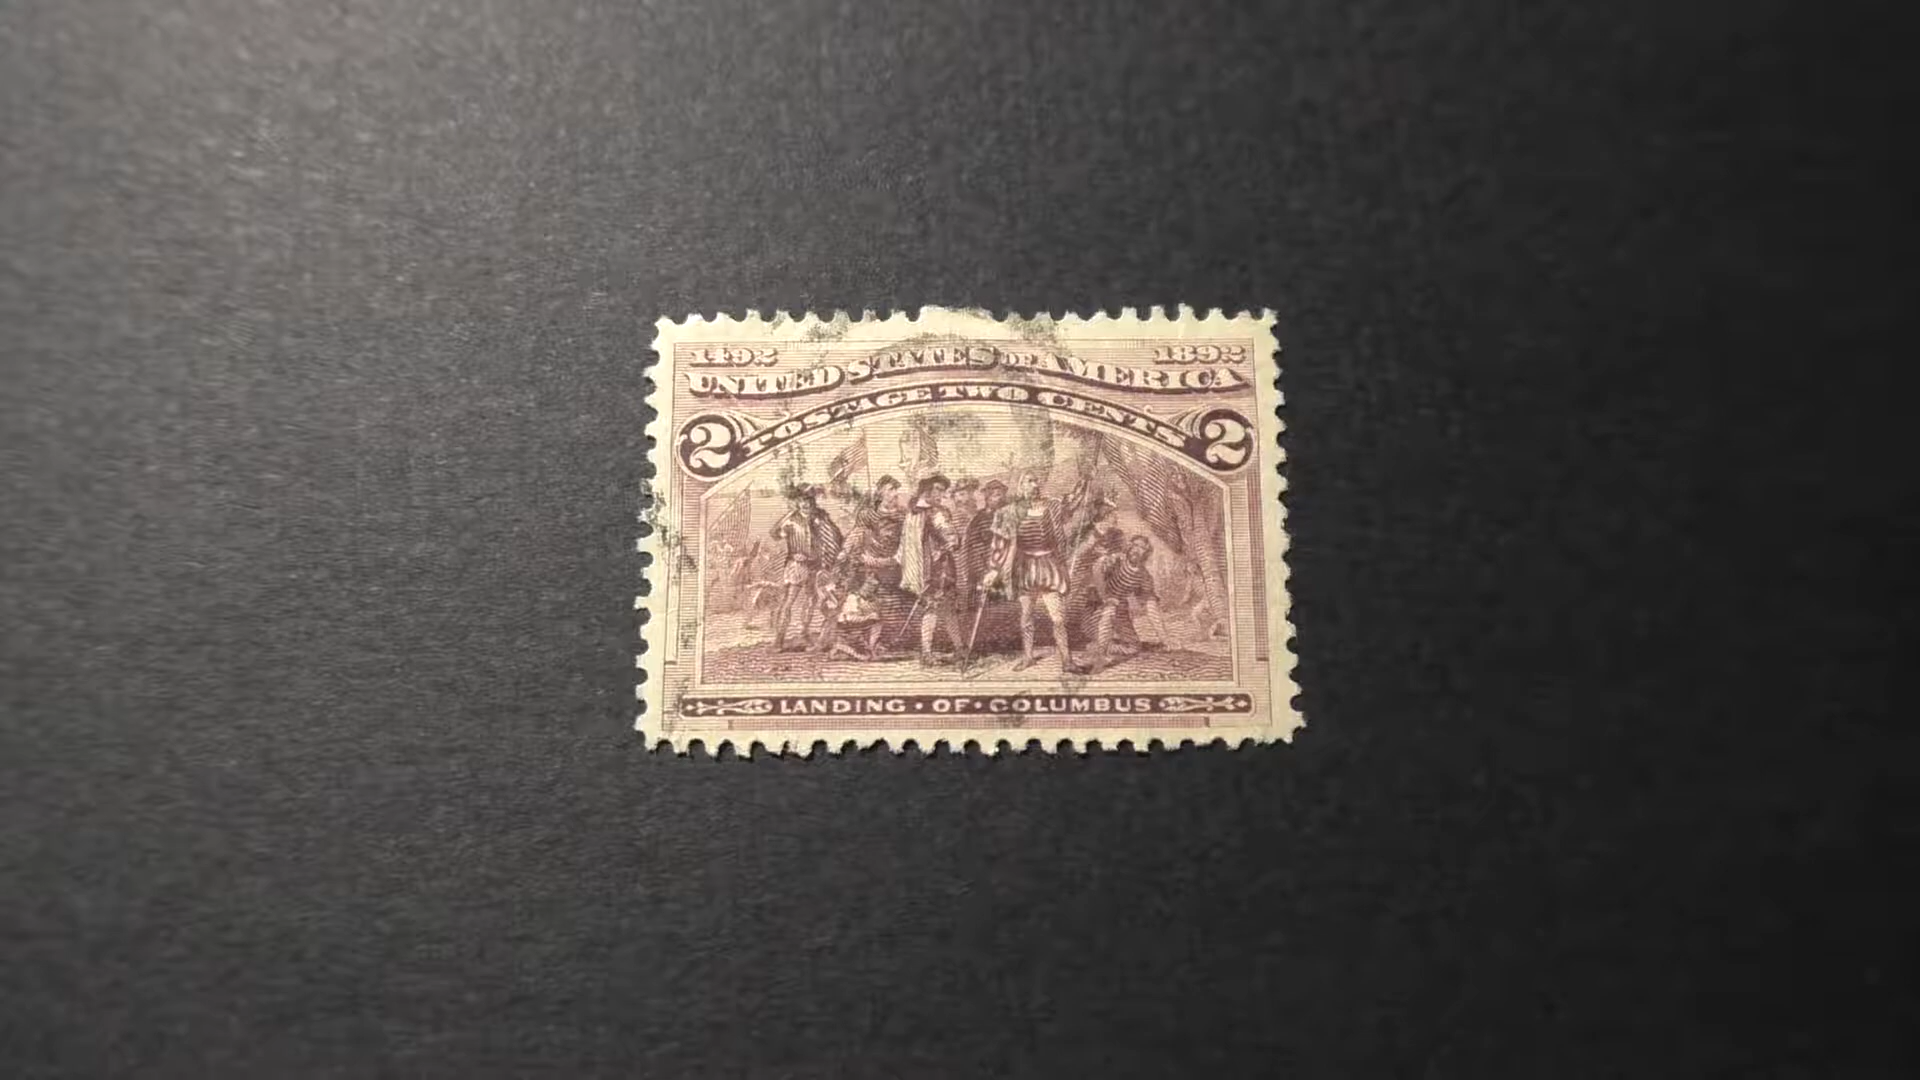 1492 1892
UNITED STATES OF AMERICA
POSTAGE TWO CENTS
2 2
LANDING · OF · COLUMBUS